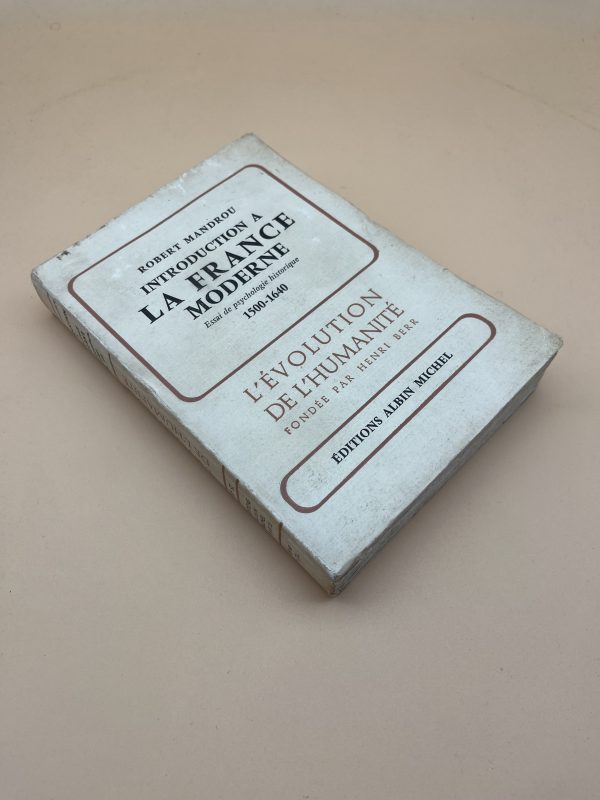 ROBERT MANDROU
INTRODUCTION A
LA FRANCE
MODERNE
Essai de psychologie historique
1500-1640
L'ÉVOLUTION
DE L'HUMANITÉ
FONDÉE PAR HENRI BERR
ÉDITIONS ALBIN MICHEL